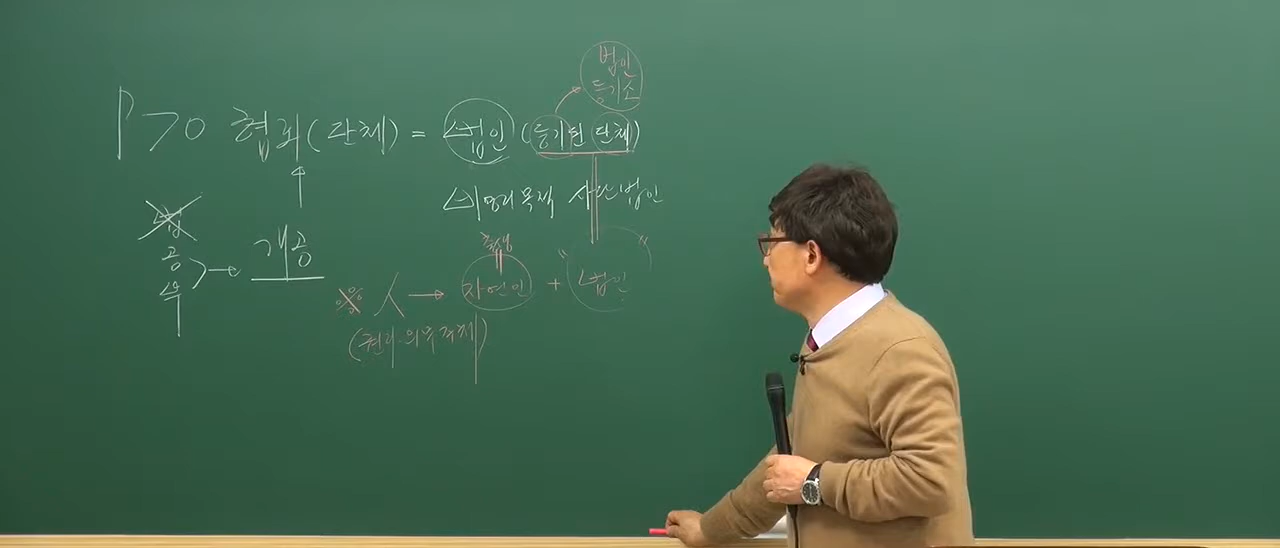 법인
등기소
P 70 협회(단체) = 법인(등기된 단체)
비영리 목적 사단법인
공
개공
출생
※ 人 → 자연인 + "법인"
(권리·의무 주체)